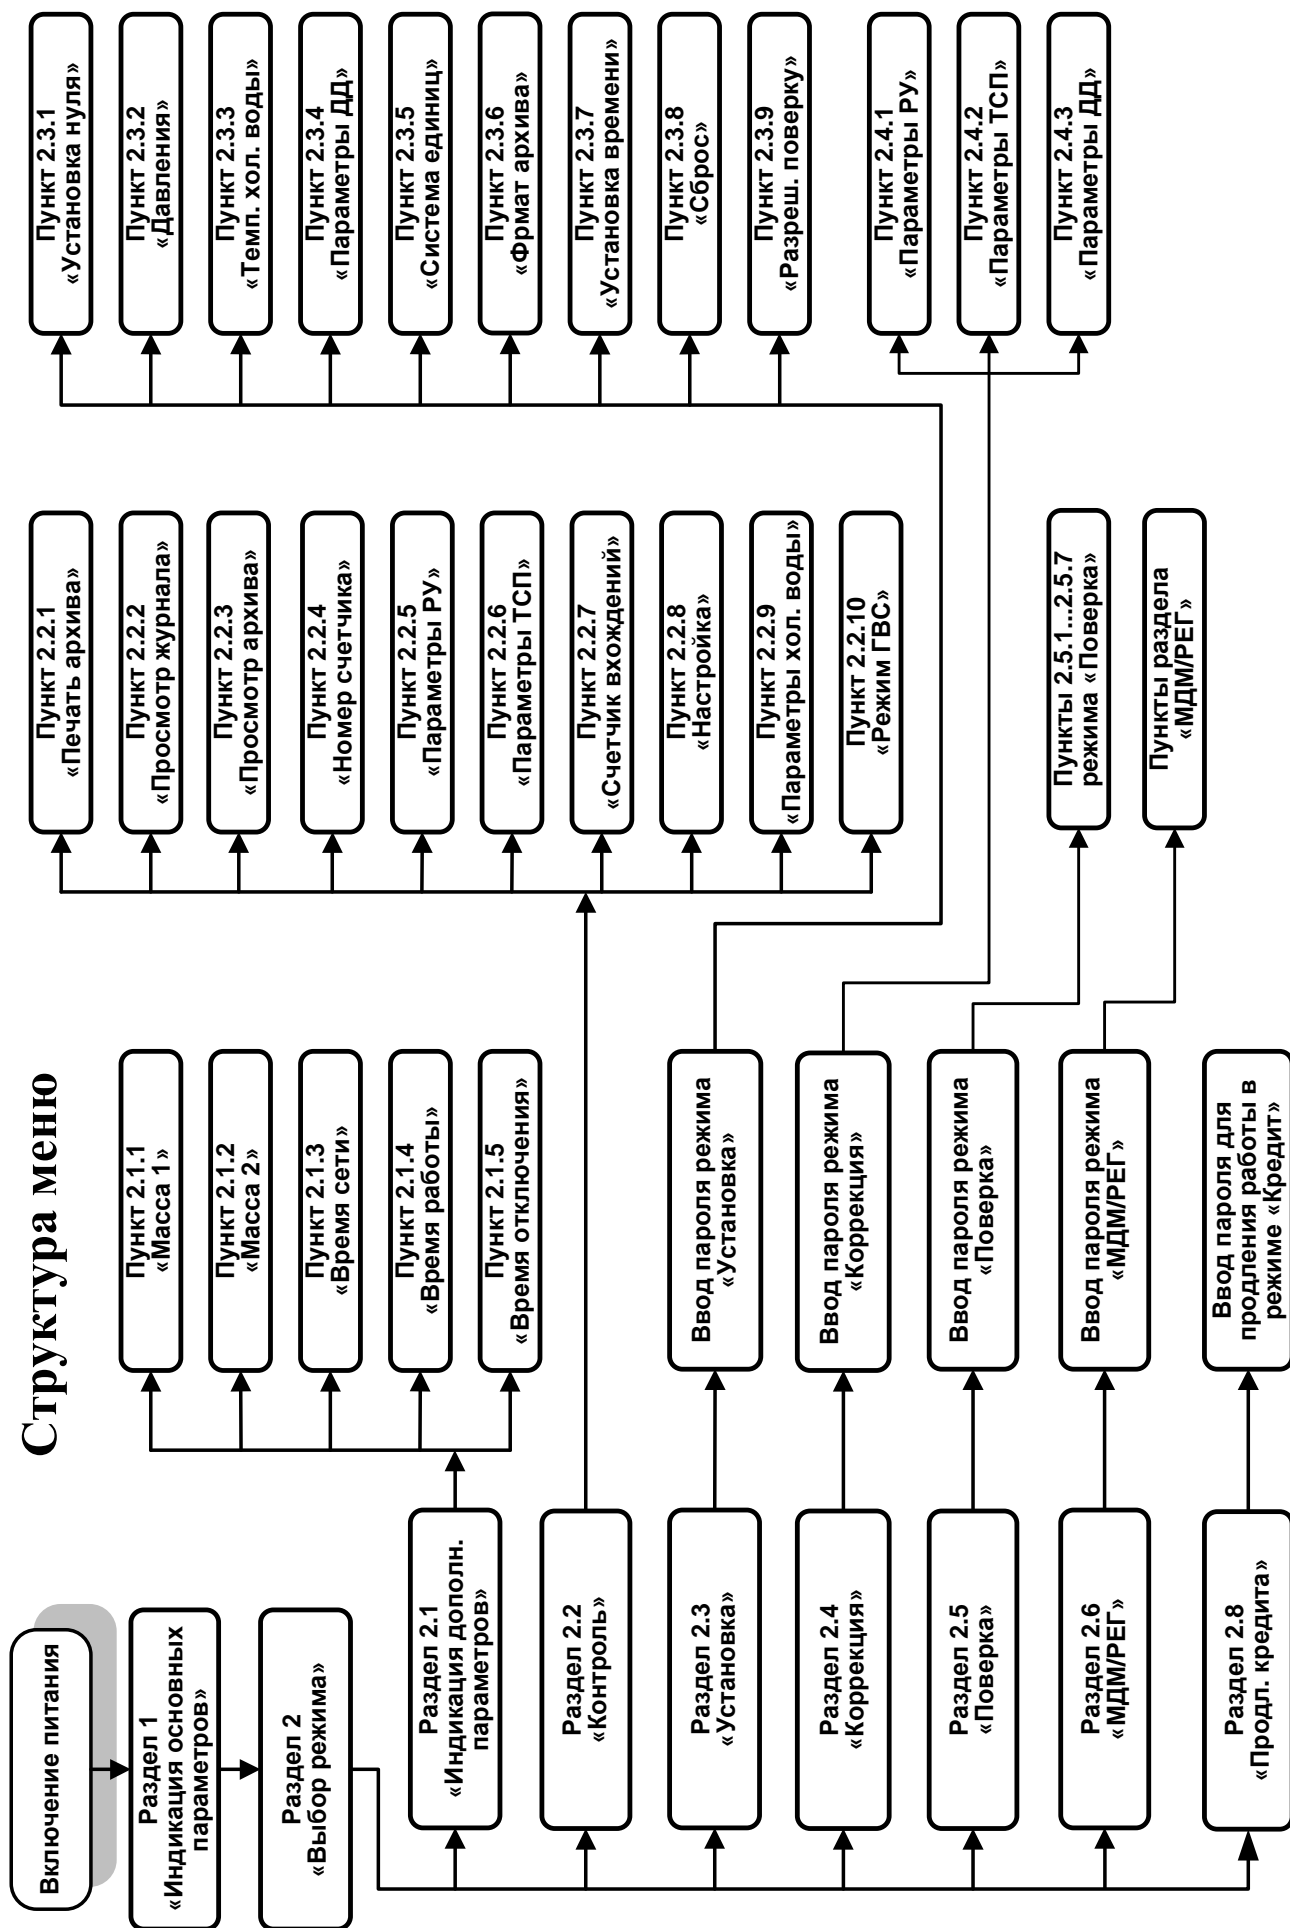 Структура меню
Включение питания
Раздел 1
«Индикация основных
параметров»
Раздел 2
«Выбор режима»
Раздел 2.1
«Индикация дополн.
параметров»
Раздел 2.2
«Контроль»
Раздел 2.3
«Установка»
Раздел 2.4
«Коррекция»
Раздел 2.5
«Поверка»
Раздел 2.6
«МДМ/РЕГ»
Раздел 2.8
«Продл. кредита»
Пункт 2.1.1
«Масса 1»
Пункт 2.1.2
«Масса 2»
Пункт 2.1.3
«Время сети»
Пункт 2.1.4
«Время работы»
Пункт 2.1.5
«Время отключения»
Ввод пароля режима
«Установка»
Ввод пароля режима
«Коррекция»
Ввод пароля режима
«Поверка»
Ввод пароля режима
«МДМ/РЕГ»
Ввод пароля для
продления работы в
режиме «Кредит»
Пункт 2.2.1
«Печать архива»
Пункт 2.2.2
«Просмотр журнала»
Пункт 2.2.3
«Просмотр архива»
Пункт 2.2.4
«Номер счетчика»
Пункт 2.2.5
«Параметры РУ»
Пункт 2.2.6
«Параметры ТСП»
Пункт 2.2.7
«Счетчик вхождений»
Пункт 2.2.8
«Настройка»
Пункт 2.2.9
«Параметры хол. воды»
Пункт 2.2.10
«Режим ГВС»
Пункты 2.5.1...2.5.7
режима «Поверка»
Пункты раздела
«МДМ/РЕГ»
Пункт 2.3.1
«Установка нуля»
Пункт 2.3.2
«Давления»
Пункт 2.3.3
«Темп. хол. воды»
Пункт 2.3.4
«Параметры ДД»
Пункт 2.3.5
«Система единиц»
Пункт 2.3.6
«Фрмат архива»
Пункт 2.3.7
«Установка времени»
Пункт 2.3.8
«Сброс»
Пункт 2.3.9
«Разреш. поверку»
Пункт 2.4.1
«Параметры РУ»
Пункт 2.4.2
«Параметры ТСП»
Пункт 2.4.3
«Параметры ДД»